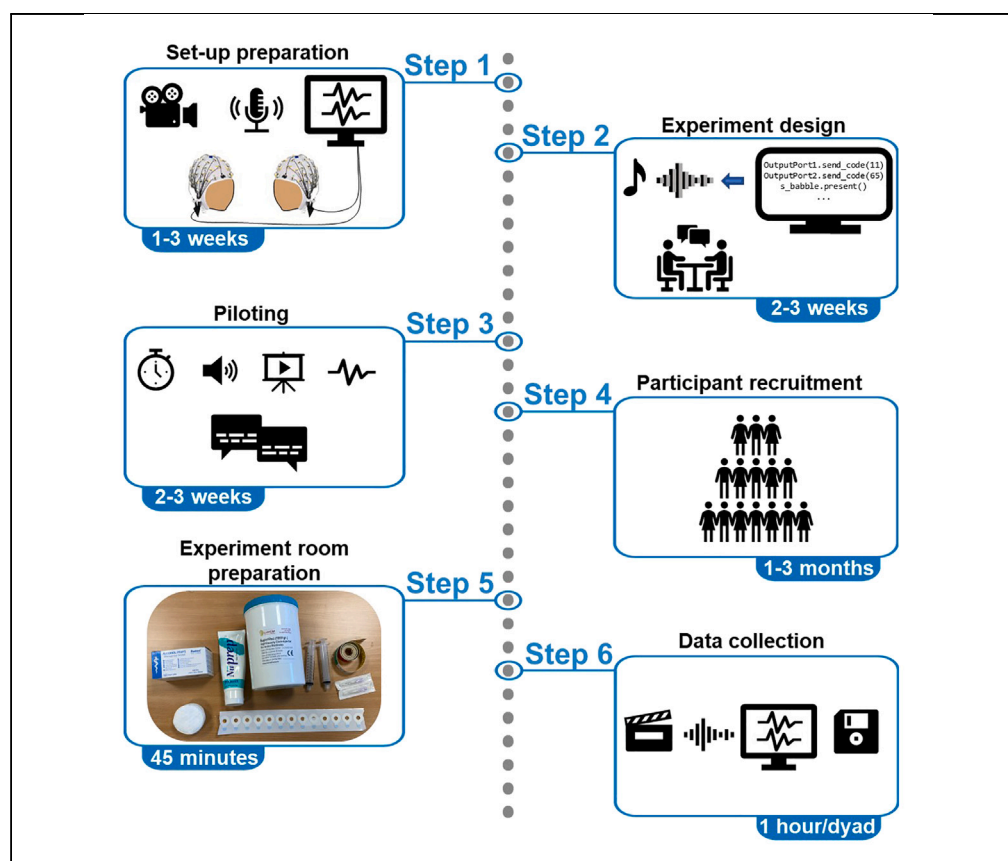 Set-up preparation
Step 1
1-3 weeks
Step 2
Experiment design
OutputPort1.send_code(11)
OutputPort2.send_code(65)
s_babble.present()
...
2-3 weeks
Piloting
Step 3
2-3 weeks
Step 4
Participant recruitment
1-3 months
Experiment room
preparation
Step 5
Nuprep
45 minutes
Step 6
Data collection
1 hour/dyad